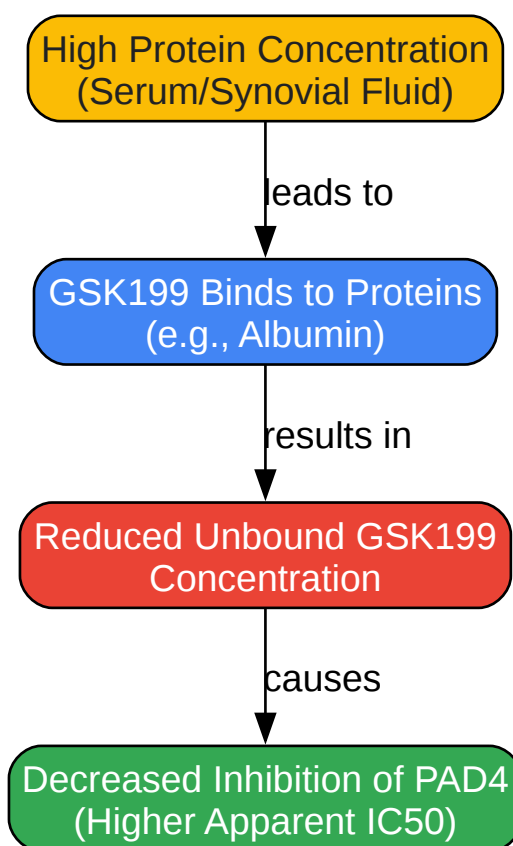 High Protein Concentration
(Serum/Synovial Fluid)
leads to
GSK199 Binds to Proteins
(e.g., Albumin)
results in
Reduced Unbound GSK199
Concentration
causes
Decreased Inhibition of PAD4
(Higher Apparent IC50)